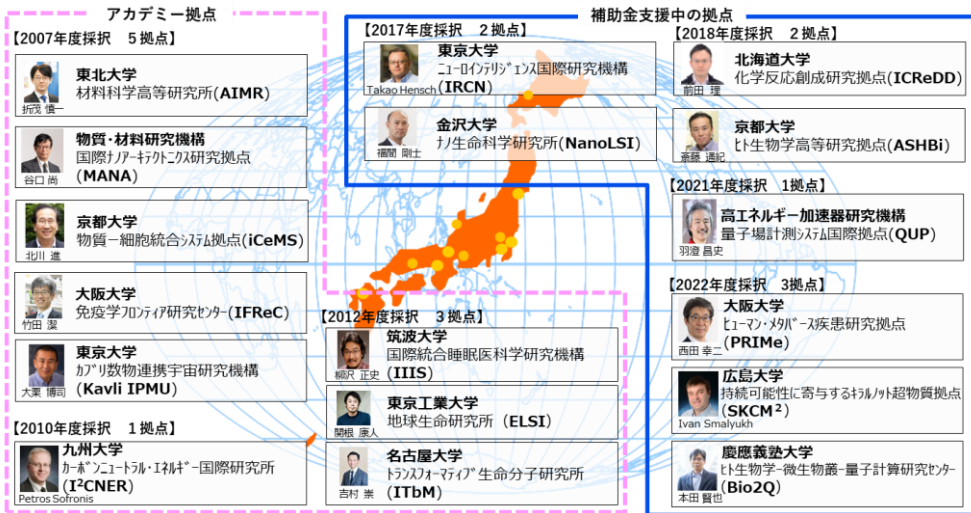 アカデミー拠点
【2007年度採択 5拠点】
東北大学
材料科学高等研究所(AIMR)
折茂 慎一
物質・材料研究機構
国際ナノアーキテクトニクス研究拠点
(MANA)
谷口 尚
京都大学
物質－細胞統合システム拠点(iCeMS)
北川 進
大阪大学
免疫学フロンティア研究センター(IFReC)
竹田 潔
東京大学
カブリ数物連携宇宙研究機構
(Kavli IPMU)
大栗 博司
【2010年度採択 1拠点】
九州大学
カーボンニュートラル・エネルギー国際研究所
(I²CNER)
Petros Sofronis
【2012年度採択 3拠点】
筑波大学
国際統合睡眠医科学研究機構
(IIIS)
柳沢 正史
東京工業大学
地球生命研究所 (ELSI)
関根 康人
名古屋大学
トランスフォーマティブ生命分子研究所
(ITbM)
吉村 崇
補助金支援中の拠点
【2017年度採択 2拠点】
東京大学
ニューロインテリジェンス国際研究機構
(IRCN)
Takao Hensch
金沢大学
ナノ生命科学研究所(NanoLSI)
福間 剛士
【2018年度採択 2拠点】
北海道大学
化学反応創成研究拠点(ICReDD)
前田 理
京都大学
ヒト生物学高等研究拠点(ASHBi)
斎藤 通紀
【2021年度採択 1拠点】
高エネルギー加速器研究機構
量子場計測システム国際拠点(QUP)
羽澄 昌史
【2022年度採択 3拠点】
大阪大学
ヒューマン・メタバース疾患研究拠点
(PRIMe)
西田 幸二
広島大学
持続可能性に寄与するキラルノット超物質拠点
(SKCM²)
Ivan Smalyukh
慶應義塾大学
ヒト生物学-微生物叢-量子計算研究センター
(Bio2Q)
本田 賢也